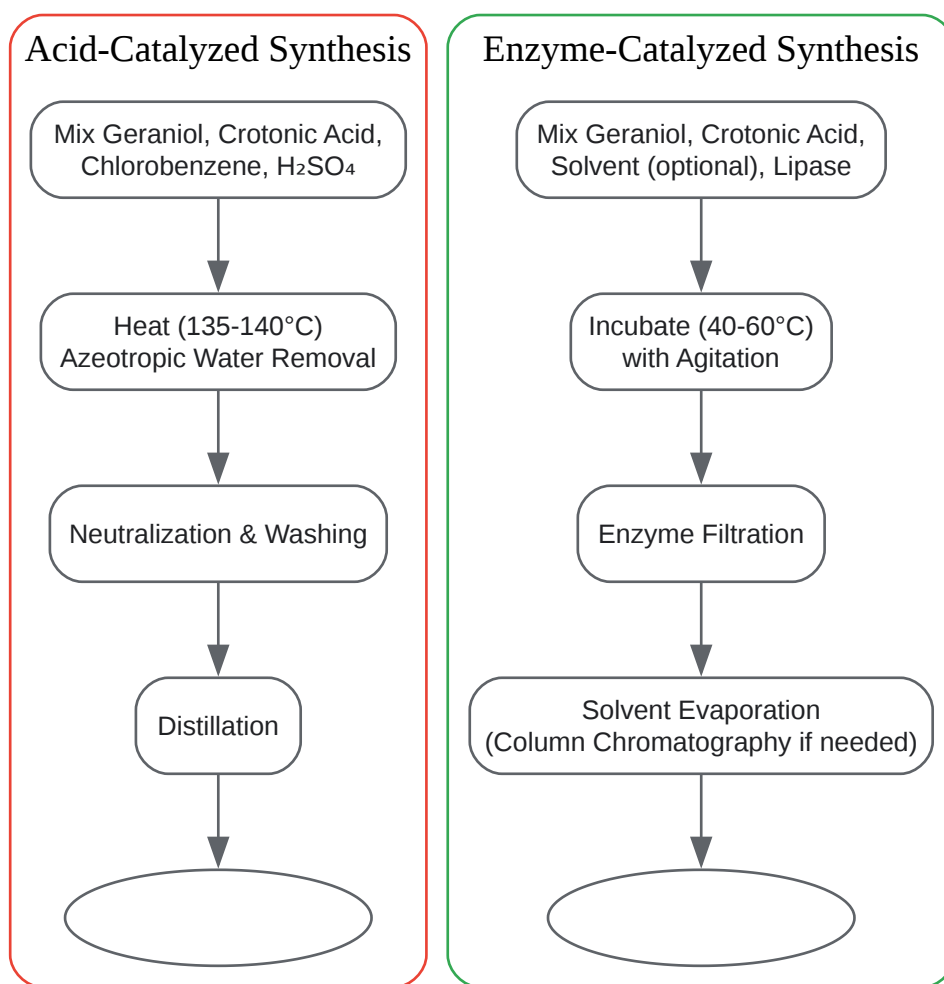 Acid-Catalyzed Synthesis
Mix Geraniol, Crotonic Acid,
Chlorobenzene, H₂SO₄
Heat (135-140°C)
Azeotropic Water Removal
Neutralization & Washing
Distillation
Enzyme-Catalyzed Synthesis
Mix Geraniol, Crotonic Acid,
Solvent (optional), Lipase
Incubate (40-60°C)
with Agitation
Enzyme Filtration
Solvent Evaporation
(Column Chromatography if needed)